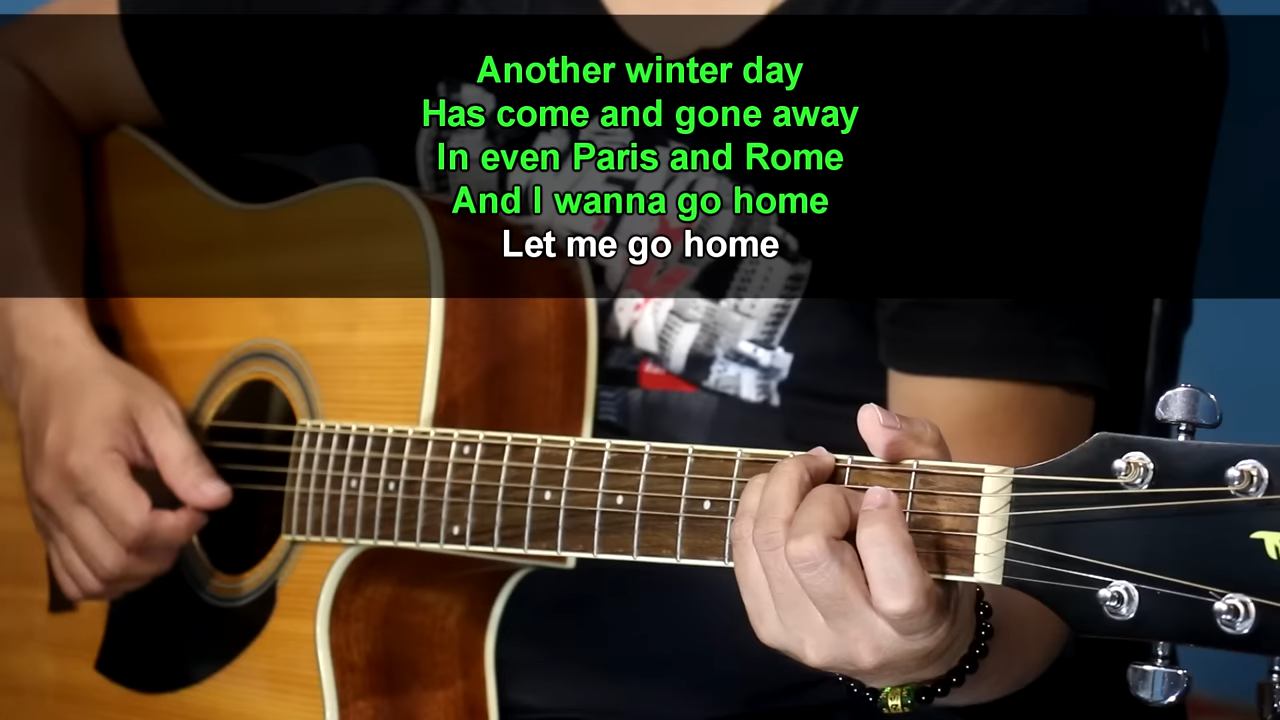 Another winter day
Has come and gone away
In even Paris and Rome
And I wanna go home
Let me go home